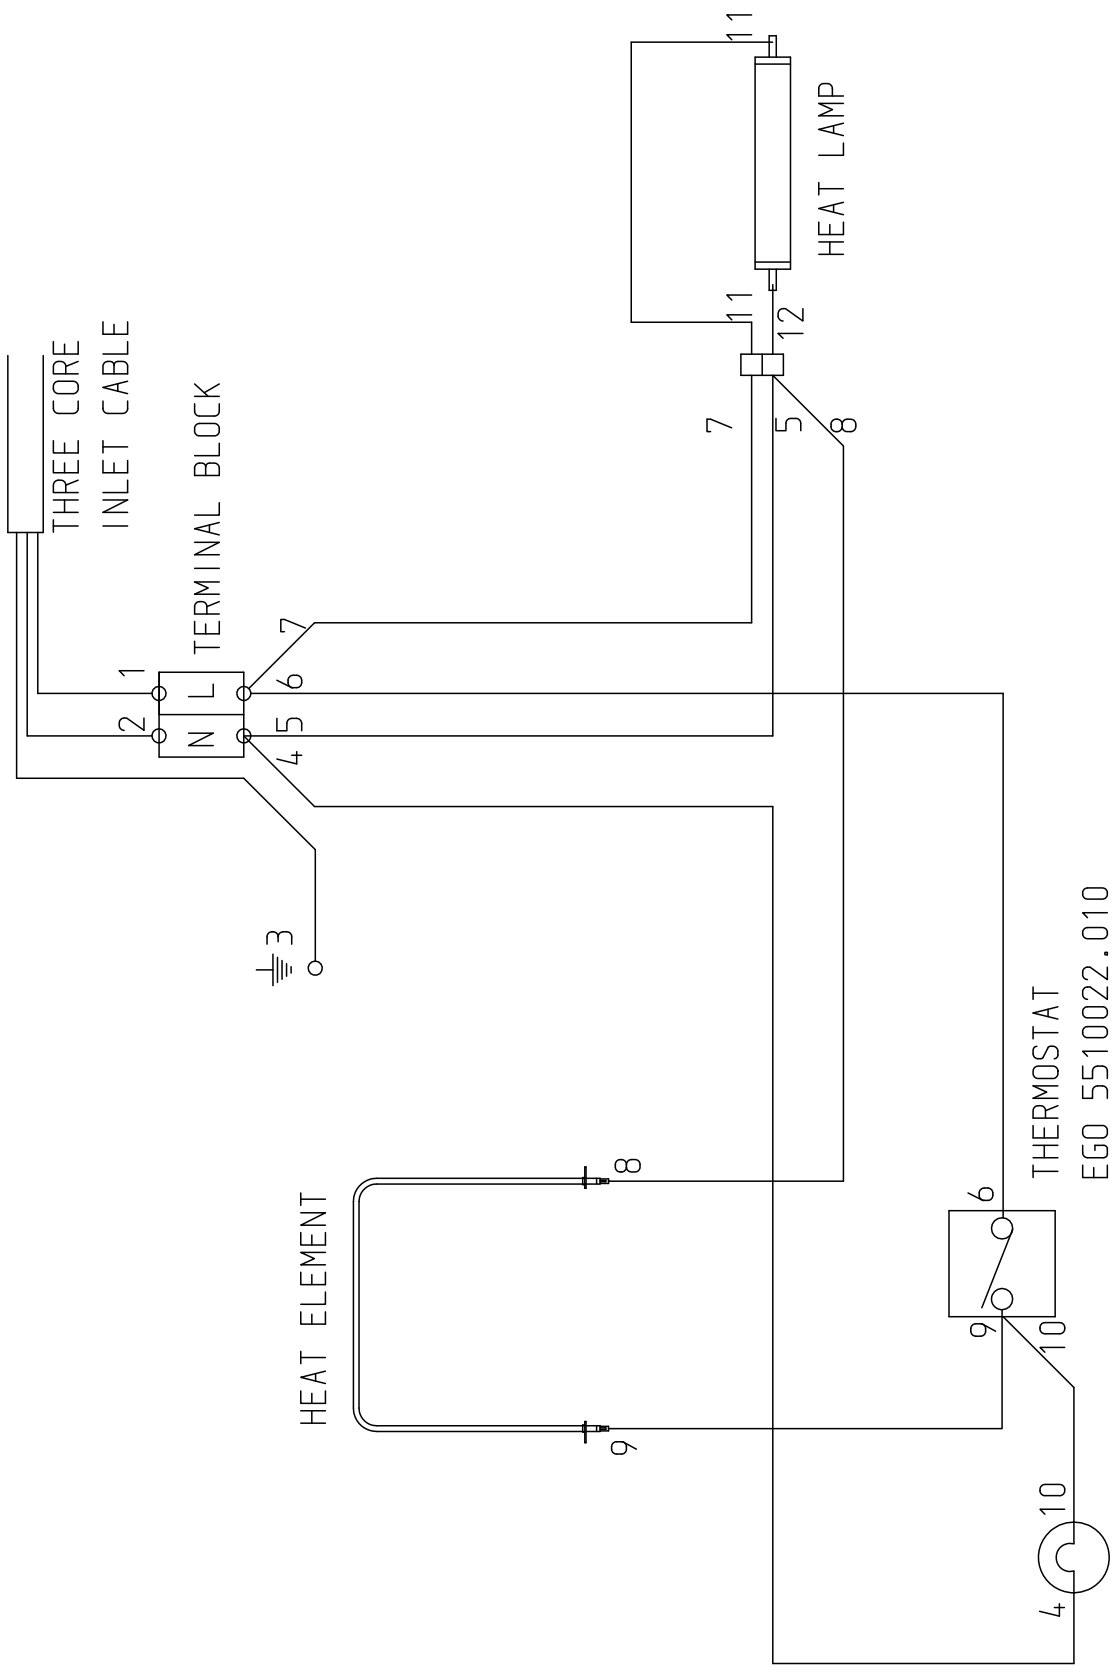 THREE CORE
INLET CABLE
TERMINAL BLOCK
1
2
L
N
7
6
5
4
3
11
11
12
HEAT LAMP
7
5
8
HEAT ELEMENT
8
9
THERMOSTAT
EGO 5510022.010
6
9
10
10
4